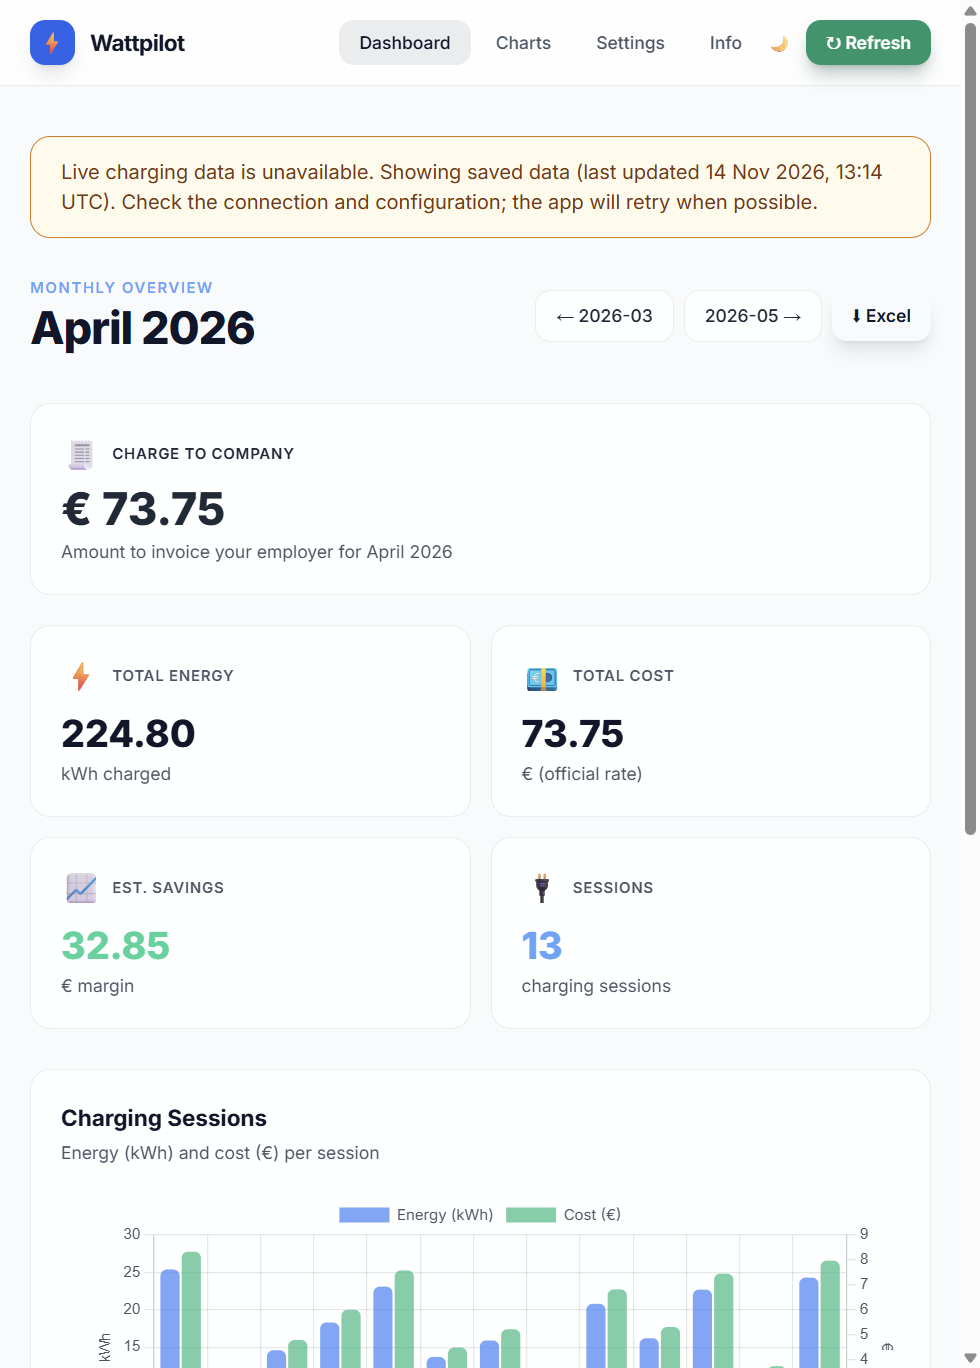 Wattpilot
Dashboard
Charts
Settings
Info
↻ Refresh
Live charging data is unavailable. Showing saved data (last updated 14 Nov 2026, 13:14
UTC). Check the connection and configuration; the app will retry when possible.
MONTHLY OVERVIEW
April 2026
← 2026-03
2026-05 →
⬇ Excel
CHARGE TO COMPANY
€ 73.75
Amount to invoice your employer for April 2026
TOTAL ENERGY
224.80
kWh charged
TOTAL COST
73.75
€ (official rate)
EST. SAVINGS
32.85
€ margin
SESSIONS
13
charging sessions
Charging Sessions
Energy (kWh) and cost (€) per session
Energy (kWh)
Cost (€)
30
25
20
15
kWh
9
8
7
6
5
4
€